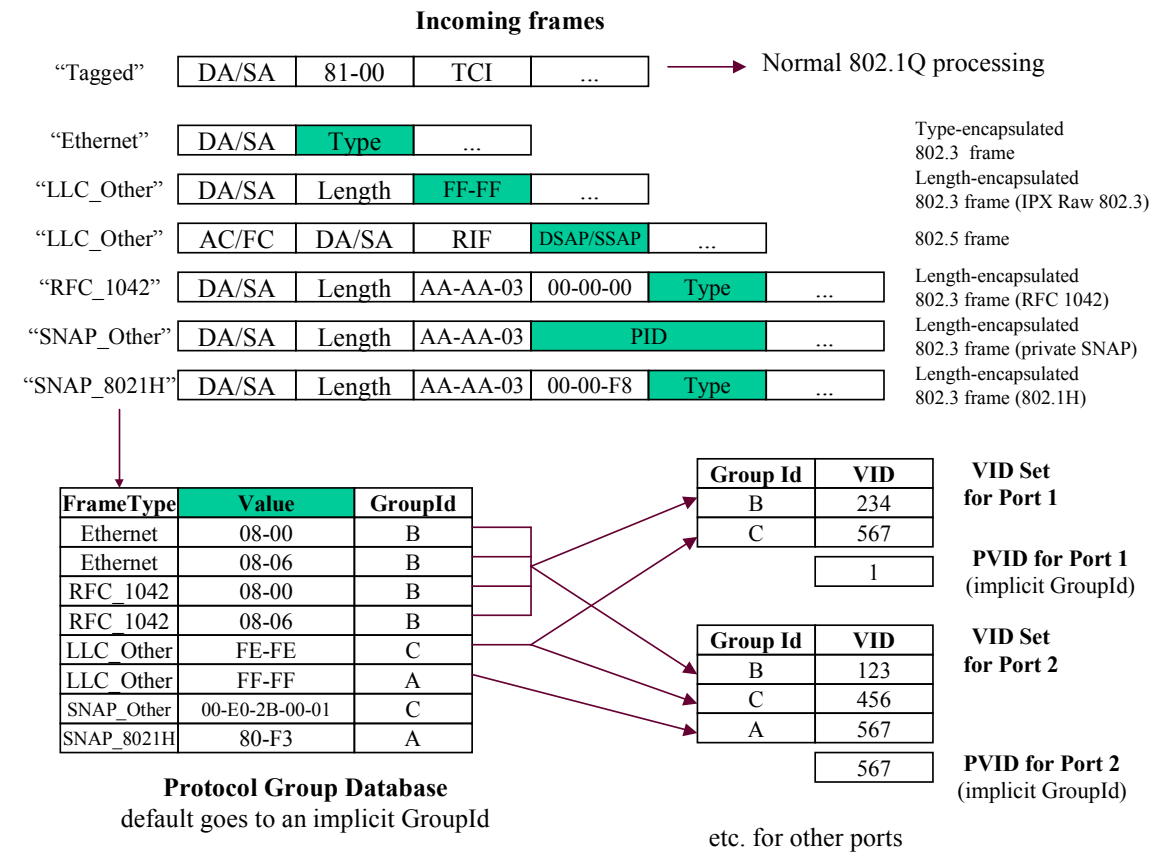 Incoming frames
“Tagged” DA/SA 81-00 TCI ... Normal 802.1Q processing
“Ethernet” DA/SA Type ... Type-encapsulated
802.3 frame
“LLC_Other” DA/SA Length FF-FF ... Length-encapsulated
802.3 frame (IPX Raw 802.3)
“LLC_Other” AC/FC DA/SA RIF DSAP/SSAP ... 802.5 frame
“RFC_1042” DA/SA Length AA-AA-03 00-00-00 Type ... Length-encapsulated
802.3 frame (RFC 1042)
“SNAP_Other” DA/SA Length AA-AA-03 PID ... Length-encapsulated
802.3 frame (private SNAP)
“SNAP_8021H” DA/SA Length AA-AA-03 00-00-F8 Type ... Length-encapsulated
802.3 frame (802.1H)
FrameType Value GroupId
Ethernet 08-00 B
Ethernet 08-06 B
RFC_1042 08-00 B
RFC_1042 08-06 B
LLC_Other FE-FE C
LLC_Other FF-FF A
SNAP_Other 00-E0-2B-00-01 C
SNAP_8021H 80-F3 A
Protocol Group Database
default goes to an implicit GroupId
Group Id VID
B 234
C 567
1
VID Set
for Port 1
PVID for Port 1
(implicit GroupId)
Group Id VID
B 123
C 456
A 567
567
VID Set
for Port 2
PVID for Port 2
(implicit GroupId)
etc. for other ports